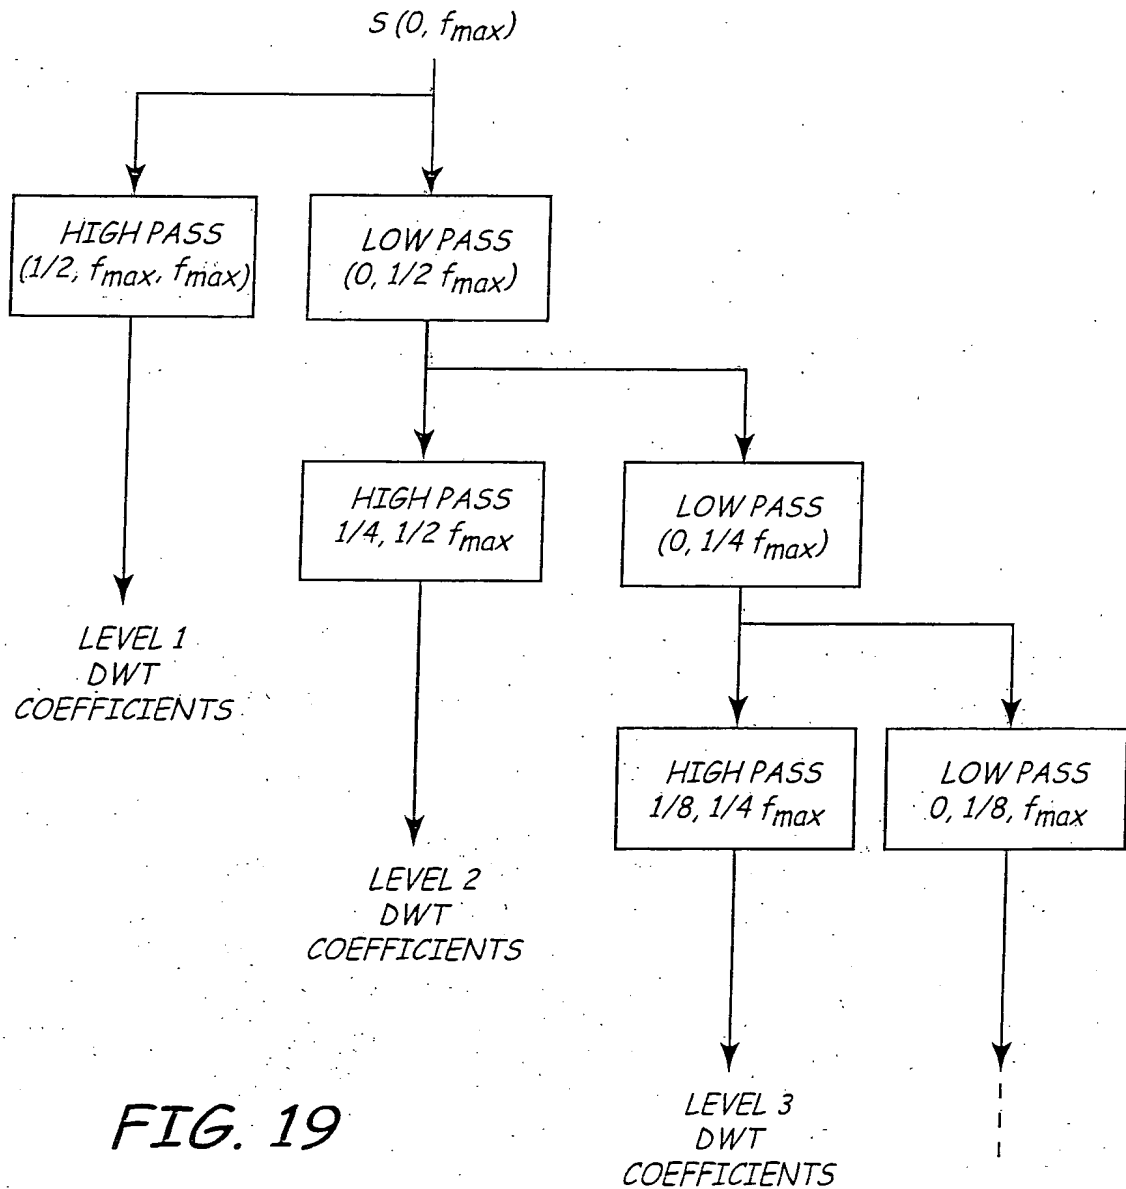 S (0, fmax)
HIGH PASS
(1/2, fmax, fmax)
LOW PASS
(0, 1/2 fmax)
HIGH PASS
1/4, 1/2 fmax
LOW PASS
(0, 1/4 fmax)
LEVEL 1
DWT
COEFFICIENTS
HIGH PASS
1/8, 1/4 fmax
LOW PASS
0, 1/8, fmax
LEVEL 2
DWT
COEFFICIENTS
LEVEL 3
DWT
COEFFICIENTS
FIG. 19